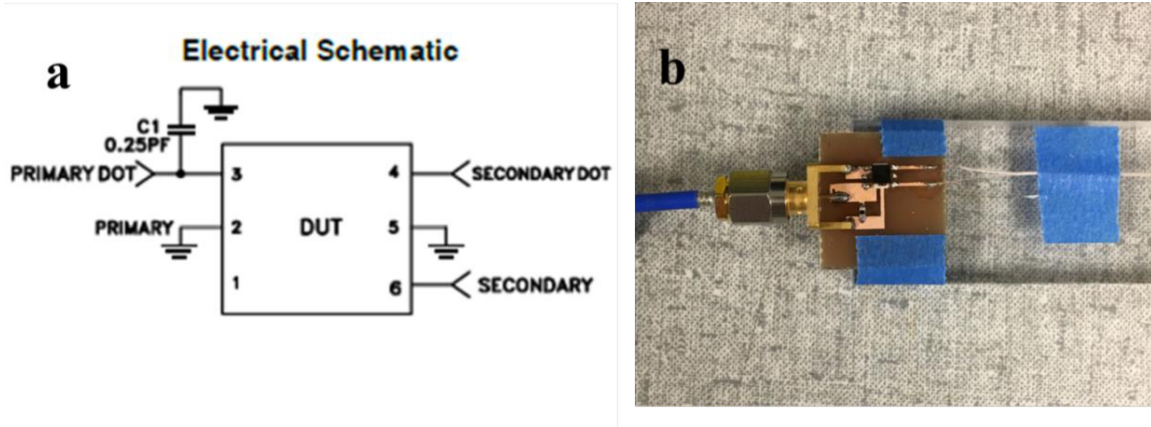 a
Electrical Schematic
C1
0.25PF
PRIMARY DOT
3
4
SECONDARY DOT
PRIMARY
2
DUT
5
1
6
SECONDARY
b